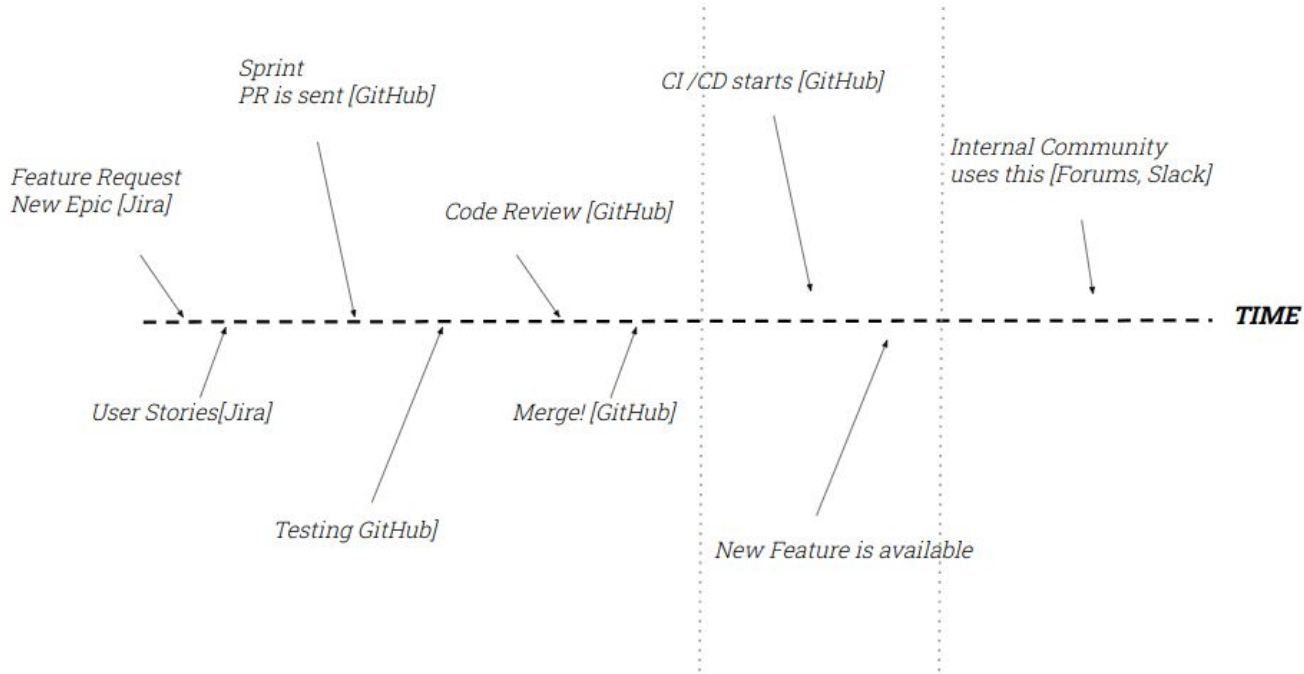 Sprint
PR is sent [GitHub]
CI /CD starts [GitHub]
Internal Community
uses this [Forums, Slack]
Feature Request
New Epic [Jira]
Code Review [GitHub]
TIME
User Stories[Jira]
Merge! [GitHub]
Testing GitHub]
New Feature is available